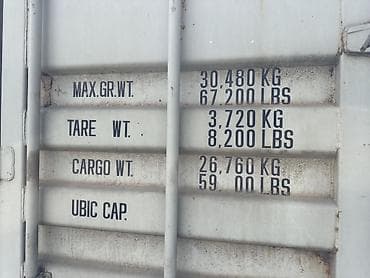 MAX.GR.WT. 30,480 KG
67,200 LBS
TARE WT. 3,720 KG
8,200 LBS
CARGO WT. 26,760 KG
59 00 LBS
UBIC CAP.